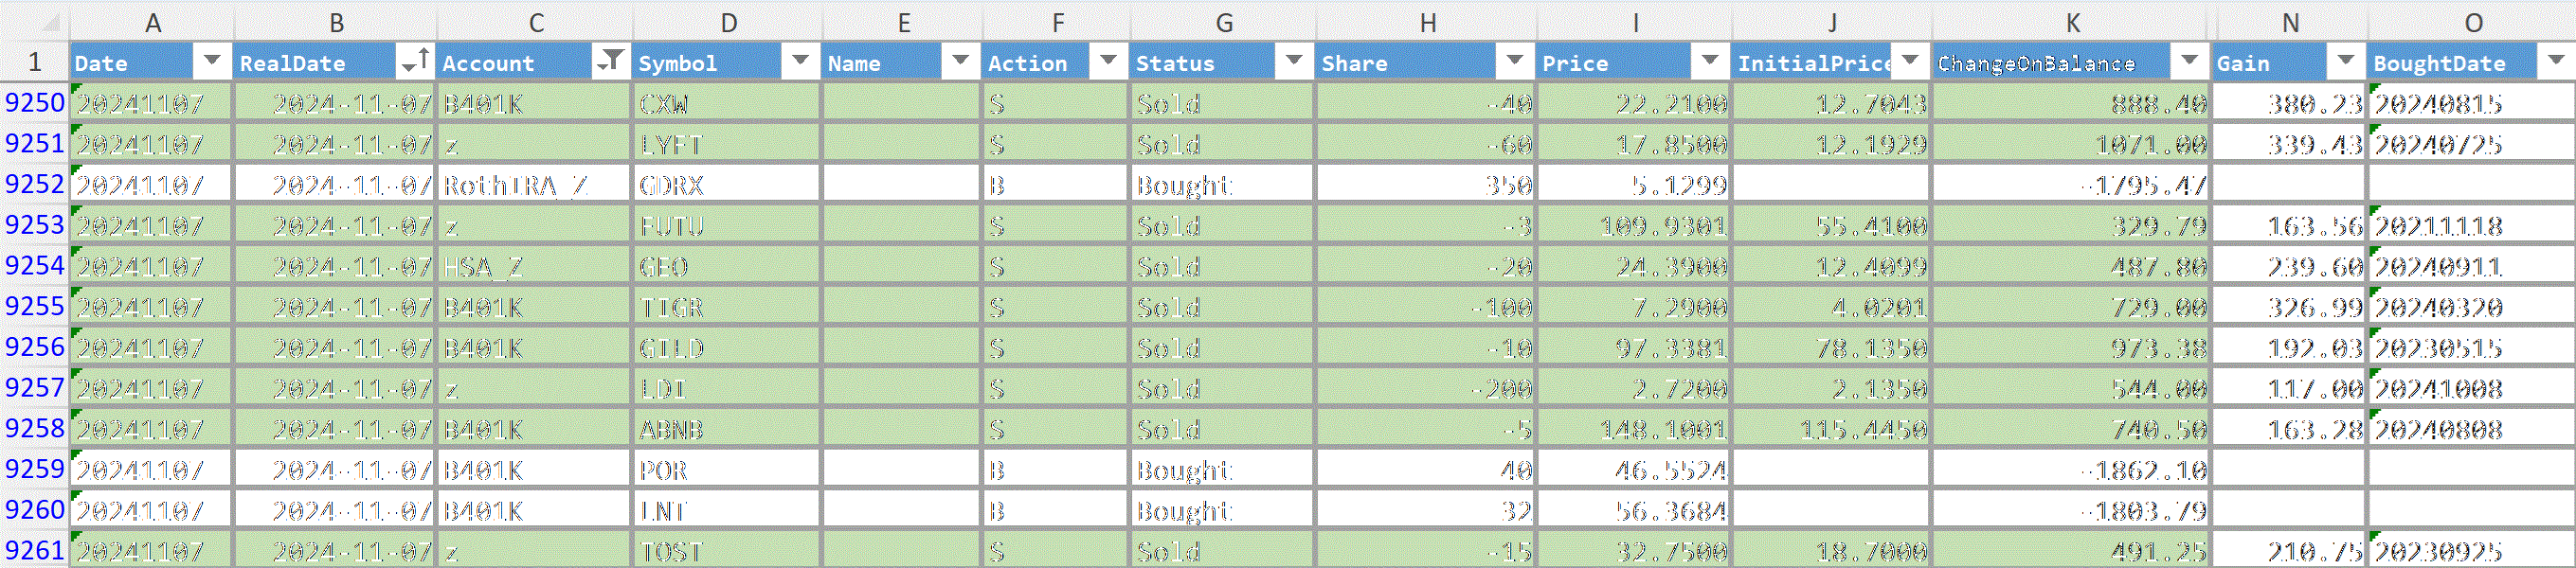 A B C D E F G H I J K N O
1 Date RealDate Account Symbol Name Action Status Share Price InitialPrice ChangeOnBalance Gain BoughtDate
9250 20241107 2024-11-07 B401K CXW S Sold -40 22.2100 12.7043 888.40 380.23 20240815
9251 20241107 2024-11-07 z LYFT S Sold -60 17.8500 12.1929 1071.00 339.43 20240725
9252 20241107 2024-11-07 RothIRA_Z GDRX B Bought 350 5.1299 -1795.47
9253 20241107 2024-11-07 z FUTU S Sold -3 109.9301 55.4100 329.79 163.56 20211118
9254 20241107 2024-11-07 HSA_Z GEO S Sold -20 24.3900 12.4099 487.80 239.60 20240911
9255 20241107 2024-11-07 B401K TIGR S Sold -100 7.2900 4.0201 729.00 326.99 20240320
9256 20241107 2024-11-07 B401K GILD S Sold -10 97.3381 78.1350 973.38 192.03 20230515
9257 20241107 2024-11-07 z LDI S Sold -200 2.7200 2.1350 544.00 117.00 20241008
9258 20241107 2024-11-07 B401K ABNB S Sold -5 148.1001 115.4450 740.50 163.28 20240808
9259 20241107 2024-11-07 B401K POR B Bought 40 46.5524 -1862.10
9260 20241107 2024-11-07 B401K LNT B Bought 32 56.3684 -1803.79
9261 20241107 2024-11-07 z TOST S Sold -15 32.7500 18.7000 491.25 210.75 20230925